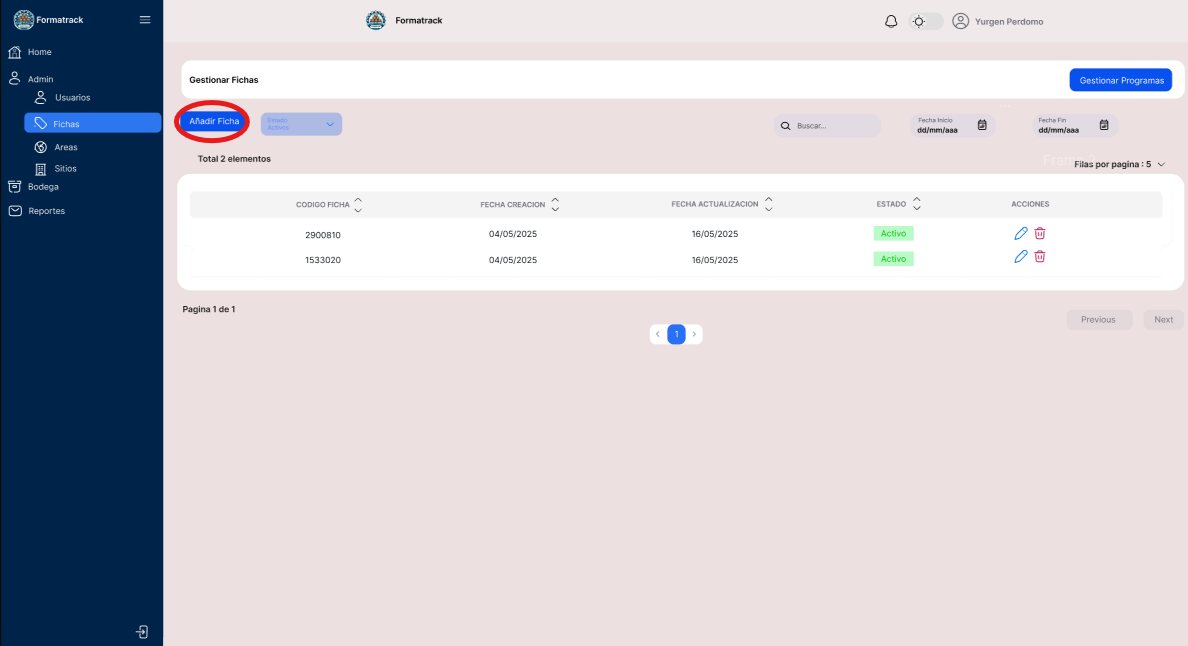 Formatrack
Formatrack
Yurgen Perdomo
Home
Admin
Usuarios
Fichas
Areas
Sitios
Bodega
Reportes
Gestionar Fichas
Gestionar Programas
Añadir Ficha
Estado
Activos
Buscar...
Fecha Inicio
dd/mm/aaa
Fecha Fin
dd/mm/aaa
Total 2 elementos
Filas por pagina : 5
CODIGO FICHA FECHA CREACION FECHA ACTUALIZACION ESTADO ACCIONES
2900810 04/05/2025 16/05/2025 Activo
1533020 04/05/2025 16/05/2025 Activo
Pagina 1 de 1
1
Previous Next